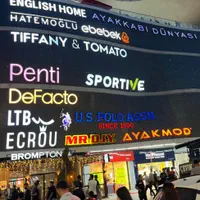 ENGLISH HOME
HATEMOĞLU ebebek AYAKKABI DÜNYASI
TIFFANY & TOMATO
Penti SPORTIVE
DeFacto
LTB U.S. POLO ASSN.
SINCE 1890
ECROU MR.DIY AYAKMOD
BROMPTON